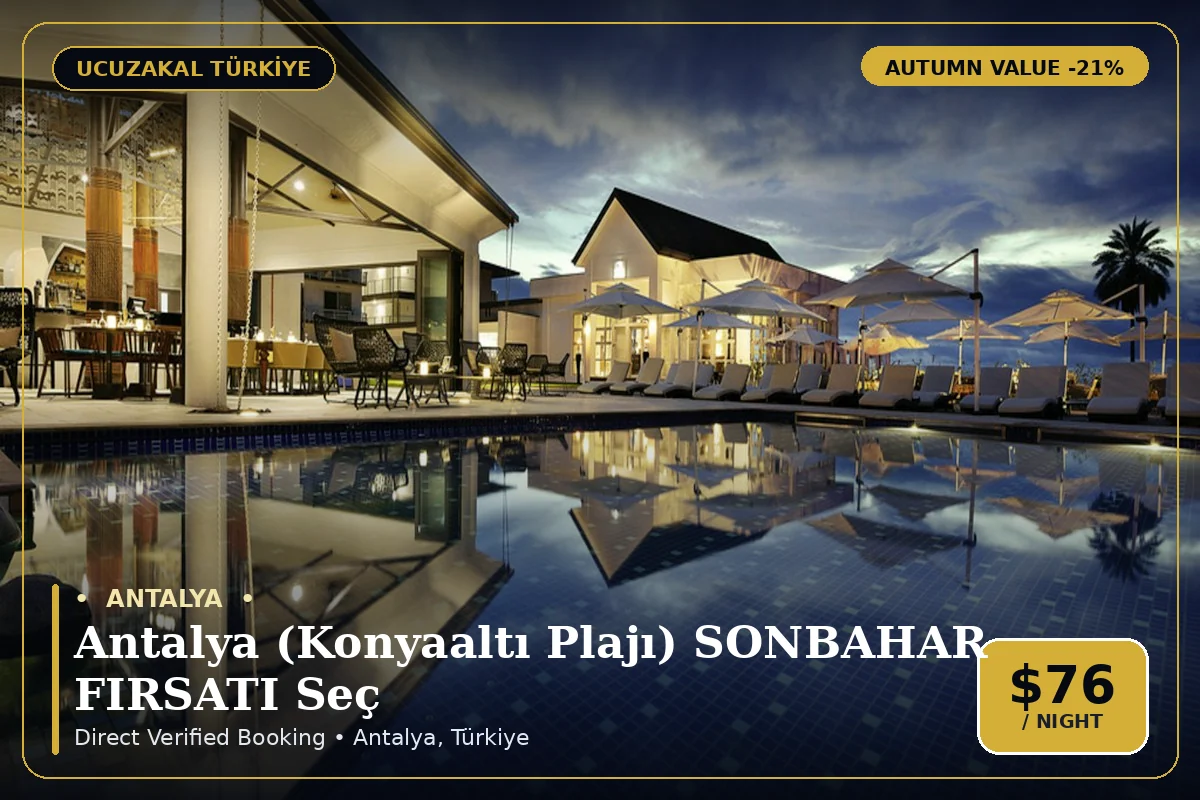 UCUZAKAL TÜRKİYE
AUTUMN VALUE -21%
• ANTALYA •
Antalya (Konyaaltı Plajı) SONBAHAR
FIRSATI Seç
Direct Verified Booking • Antalya, Türkiye
$76
/ NIGHT